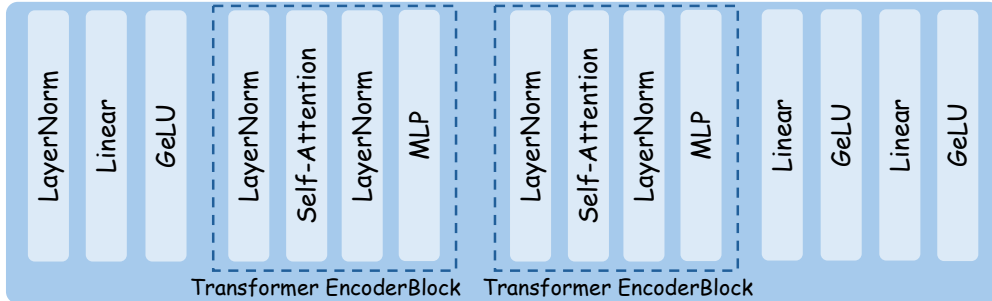 LayerNorm
Linear
GeLU
LayerNorm
Self-Attention
LayerNorm
MLP
Transformer EncoderBlock
LayerNorm
Self-Attention
LayerNorm
MLP
Transformer EncoderBlock
Linear
GeLU
Linear
GeLU